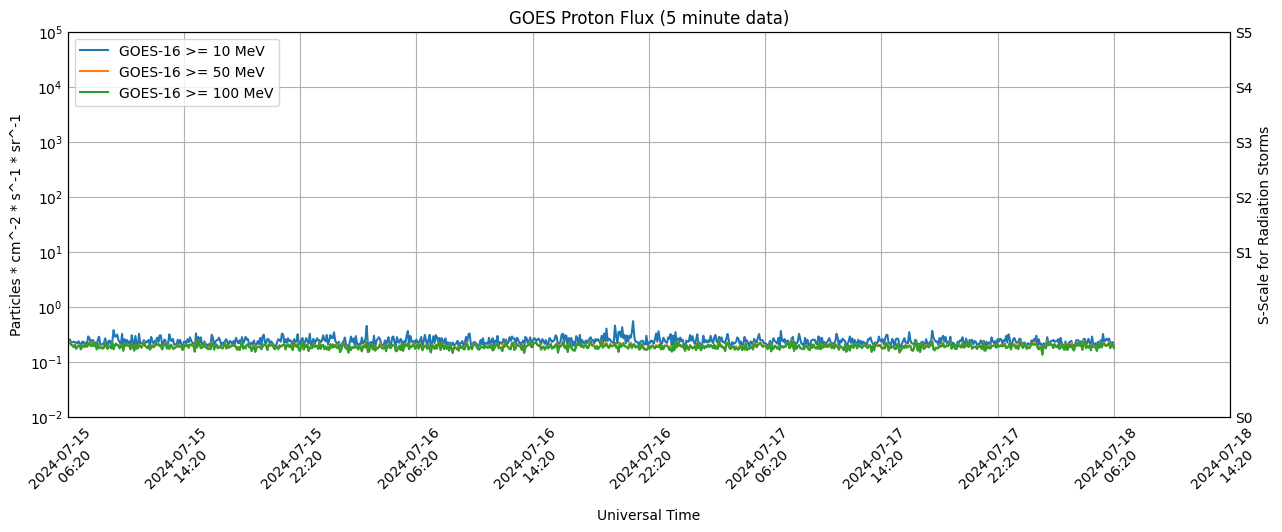 GOES Proton Flux (5 minute data)
GOES-16 >= 10 MeV
GOES-16 >= 50 MeV
GOES-16 >= 100 MeV
10^5
10^4
10^3
10^2
10^1
10^0
10^-1
10^-2
Particles * cm^-2 * s^-1 * sr^-1
S5
S4
S3
S2
S1
S0
S-Scale for Radiation Storms
2024-07-15
06:20
2024-07-15
14:20
2024-07-15
22:20
2024-07-16
06:20
2024-07-16
14:20
2024-07-16
22:20
2024-07-17
06:20
2024-07-17
14:20
2024-07-17
22:20
2024-07-18
06:20
2024-07-18
14:20
Universal Time